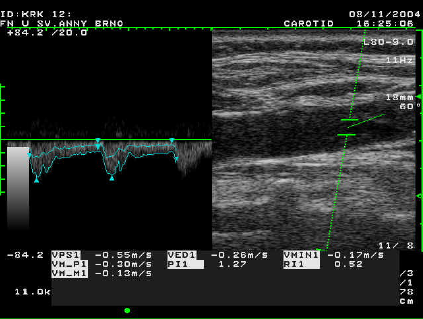 ID:KRK 12: 08/11/2004
FN U SV.ANNY BRNO CAROTID 16:25:06
+84.2 /20.0
L80-9.0
11Hz
18mm
60°
-84.2 11/ 8
VPS1 -0.55m/s VED1 -0.26m/s VMIN1 -0.17m/s
VM_P1 -0.30m/s PI1 1.27 RI1 0.52
VM_M1 -0.13m/s
/3
/1
11.0k 78
cm